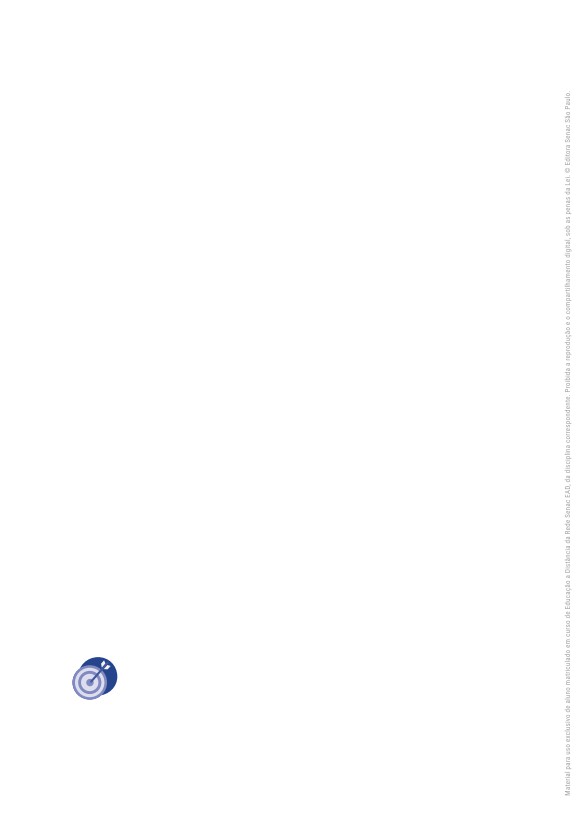 Material para uso exclusivo de aluno matriculado em curso de Educação a Distância da Rede Senac EAD, da disciplina correspondente. Proibida a reprodução e o compartilhamento digital, sob as penas da Lei. © Editora Senac São Paulo.